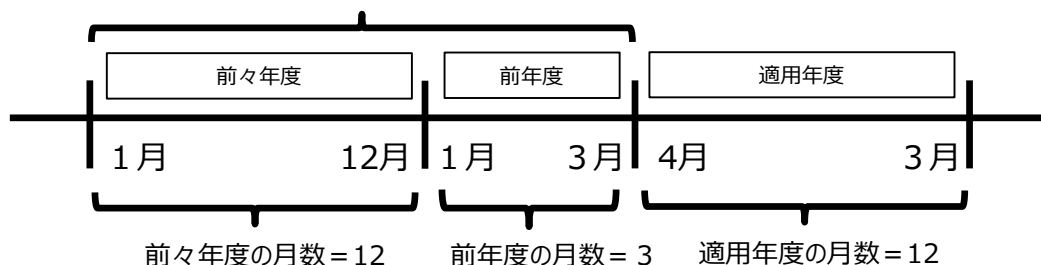 前々年度 前年度 適用年度
1月 12月 1月 3月 4月 3月
前々年度の月数=12 前年度の月数=3 適用年度の月数=12